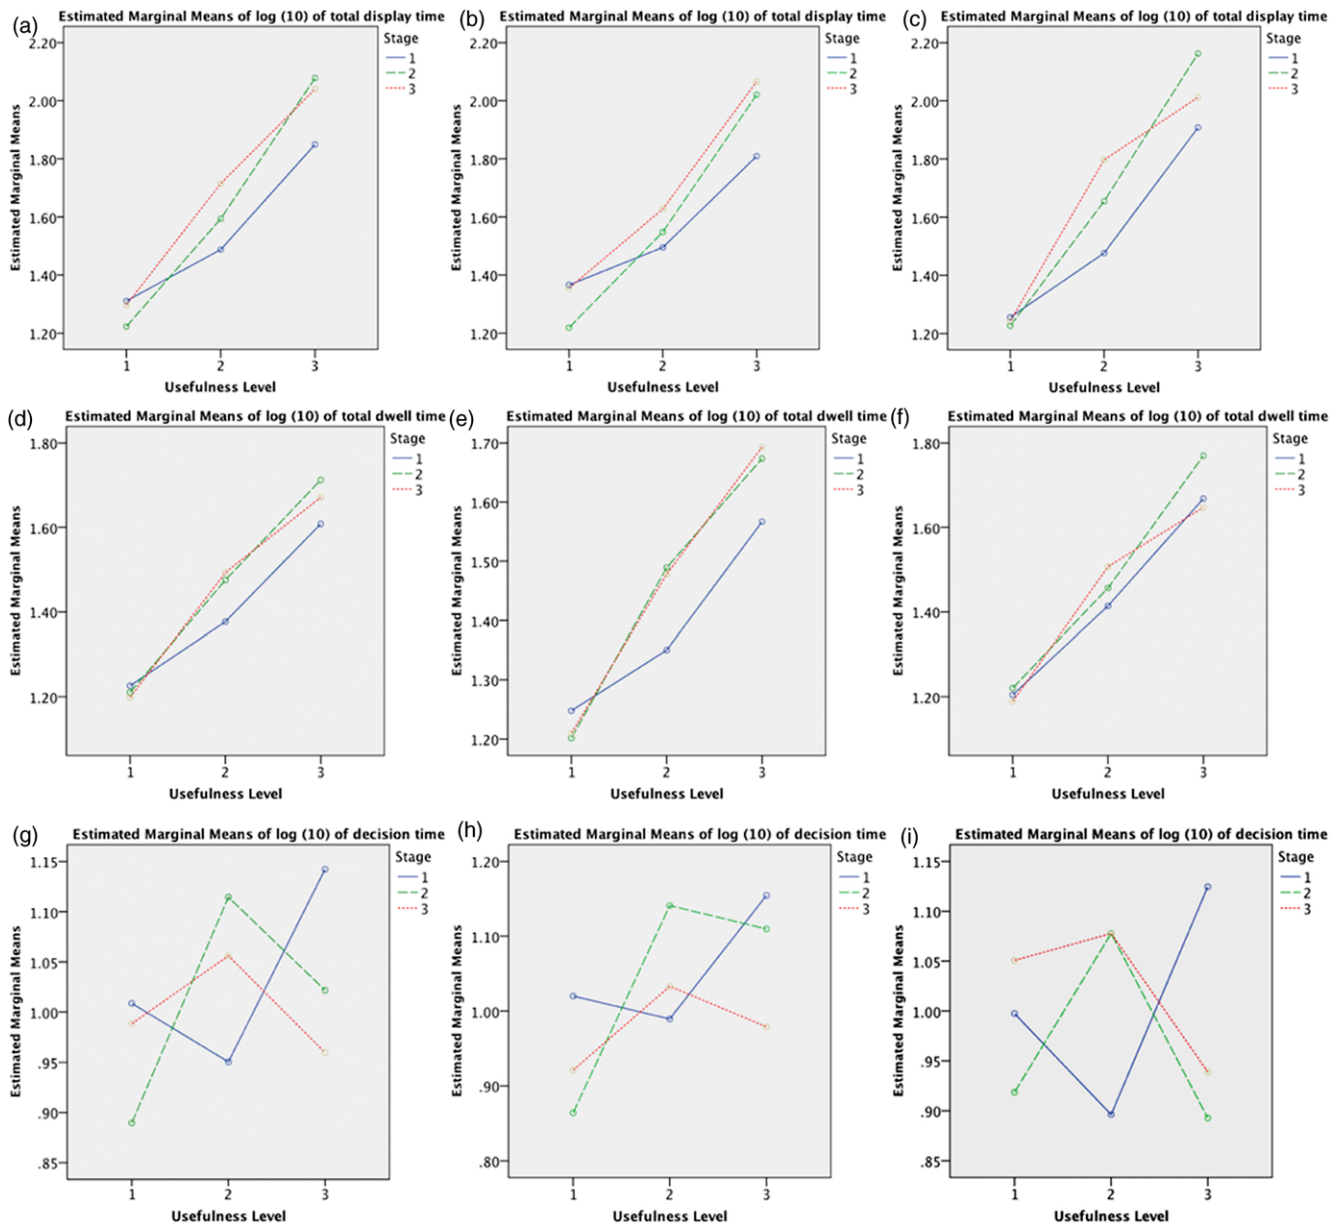 (a)
Estimated Marginal Means of log (10) of total display time
Stage
1
2
3
Estimated Marginal Means
2.20
2.00
1.80
1.60
1.40
1.20
1
2
3
Usefulness Level
(b)
Estimated Marginal Means of log (10) of total display time
Stage
1
2
3
Estimated Marginal Means
2.20
2.00
1.80
1.60
1.40
1.20
1
2
3
Usefulness Level
(c)
Estimated Marginal Means of log (10) of total display time
Stage
1
2
3
Estimated Marginal Means
2.20
2.00
1.80
1.60
1.40
1.20
1
2
3
Usefulness Level
(d)
Estimated Marginal Means of log (10) of total dwell time
Stage
1
2
3
Estimated Marginal Means
1.80
1.60
1.40
1.20
1
2
3
Usefulness Level
(e)
Estimated Marginal Means of log (10) of total dwell time
Stage
1
2
3
Estimated Marginal Means
1.70
1.60
1.50
1.40
1.30
1.20
1
2
3
Usefulness Level
(f)
Estimated Marginal Means of log (10) of total dwell time
Stage
1
2
3
Estimated Marginal Means
1.80
1.60
1.40
1.20
1
2
3
Usefulness Level
(g)
Estimated Marginal Means of log (10) of decision time
Stage
1
2
3
Estimated Marginal Means
1.15
1.10
1.05
1.00
.95
.90
.85
1
2
3
Usefulness Level
(h)
Estimated Marginal Means of log (10) of decision time
Stage
1
2
3
Estimated Marginal Means
1.20
1.10
1.00
.90
.80
1
2
3
Usefulness Level
(i)
Estimated Marginal Means of log (10) of decision time
Stage
1
2
3
Estimated Marginal Means
1.15
1.10
1.05
1.00
.95
.90
.85
1
2
3
Usefulness Level